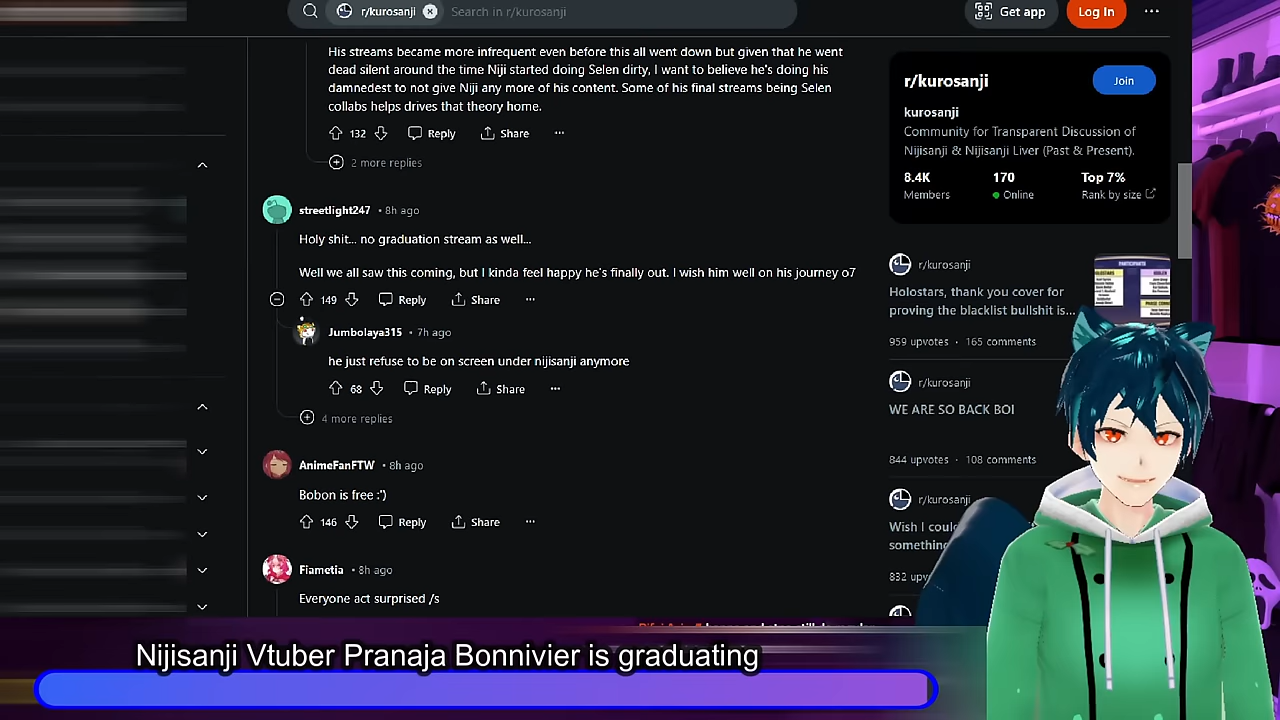 r/kurosanji
Search in r/kurosanji
Get app
Log In
His streams became more infrequent even before this all went down but given that he went
dead silent around the time Niji started doing Selen dirty, I want to believe he's doing his
damnedest to not give Niji any more of his content. Some of his final streams being Selen
collabs helps drives that theory home.
132
Reply
Share
2 more replies
streetlight247 • 8h ago
Holy shit... no graduation stream as well...
Well we all saw this coming, but I kinda feel happy he's finally out. I wish him well on his journey o7
149
Reply
Share
Jumbolaya315 • 7h ago
he just refuse to be on screen under nijisanji anymore
68
Reply
Share
4 more replies
AnimeFanFTW • 8h ago
Bobon is free :')
146
Reply
Share
Fiametia • 8h ago
Everyone act surprised /s
r/kurosanji
Join
kurosanji
Community for Transparent Discussion of
Nijisanji & Nijisanji Liver (Past & Present).
8.4K 170 Top 7%
Members Online Rank by size
r/kurosanji
Holostars, thank you cover for
proving the blacklist bullshit is...
959 upvotes · 165 comments
r/kurosanji
WE ARE SO BACK BOI
844 upvotes · 108 comments
r/kurosanji
Wish I coul
something
832 upv
Nijisanji Vtuber Pranaja Bonnivier is graduating